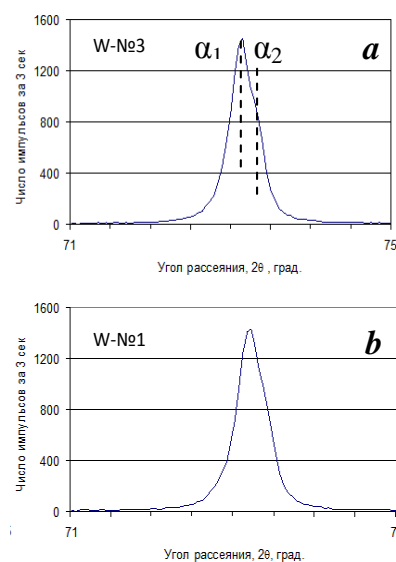 1600
1200
800
400
0
Число импульсов за 3 сек
W-№3
α₁
α₂
a
71
75
Угол рассеяния, 2θ , град.
1600
1200
800
400
0
Число импульсов за 3 сек
W-№1
b
71
7
Угол рассеяния, 2θ, град.